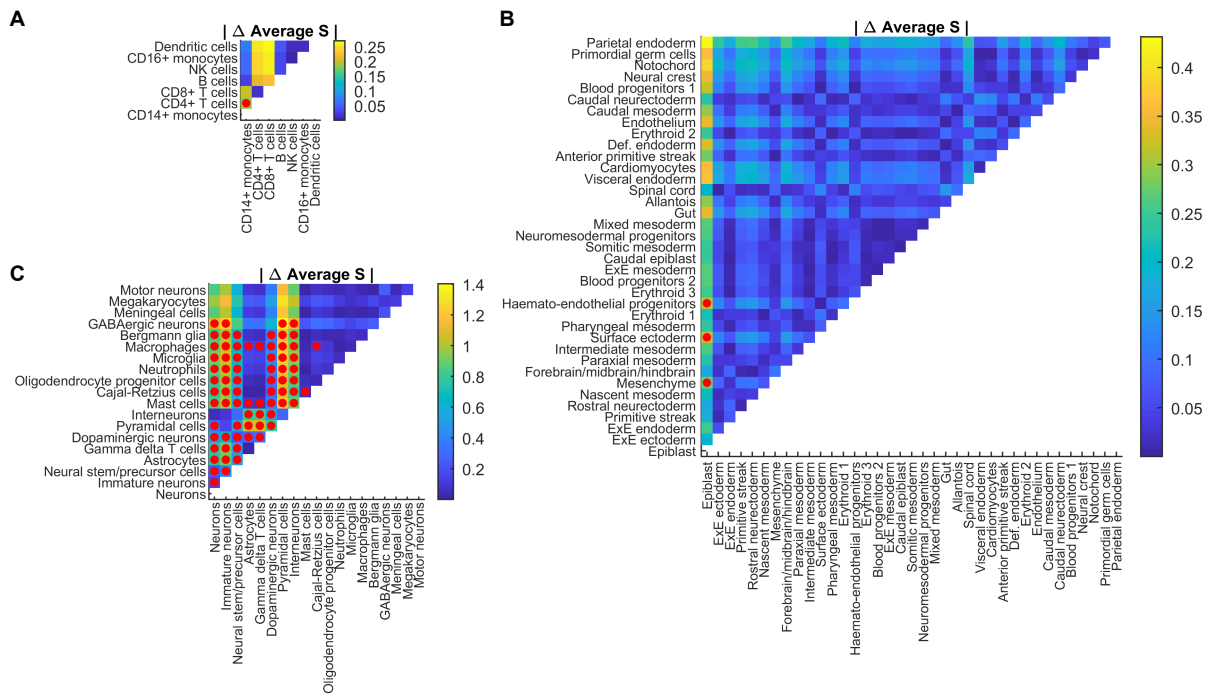 A
| Δ Average S |
Dendritic cells
CD16+ monocytes
NK cells
B cells
CD8+ T cells
CD4+ T cells
CD14+ monocytes
0.25
0.2
0.15
0.1
0.05
CD14+ monocytes
CD4+ T cells
CD8+ T cells
B cells
NK cells
CD16+ monocytes
Dendritic cells
B
| Δ Average S |
Parietal endoderm
Primordial germ cells
Notochord
Neural crest
Blood progenitors 1
Caudal neurectoderm
Caudal mesoderm
Endothelium
Erythroid 2
Def. endoderm
Anterior primitive streak
Cardiomyocytes
Visceral endoderm
Spinal cord
Allantois
Gut
Mixed mesoderm
Neuromesodermal progenitors
Somitic mesoderm
Caudal epiblast
ExE mesoderm
Blood progenitors 2
Erythroid 3
Haemato-endothelial progenitors
Erythroid 1
Pharyngeal mesoderm
Surface ectoderm
Intermediate mesoderm
Paraxial mesoderm
Forebrain/midbrain/hindbrain
Mesenchyme
Nascent mesoderm
Rostral neurectoderm
Primitive streak
ExE endoderm
ExE ectoderm
Epiblast
0.4
0.35
0.3
0.25
0.2
0.15
0.1
0.05
Epiblast
ExE ectoderm
ExE endoderm
Primitive streak
Rostral neurectoderm
Nascent mesoderm
Mesenchyme
Forebrain/midbrain/hindbrain
Paraxial mesoderm
Intermediate mesoderm
Surface ectoderm
Pharyngeal mesoderm
Erythroid 1
Haemato-endothelial progenitors
Erythroid 3
Blood progenitors 2
ExE mesoderm
Caudal epiblast
Somitic mesoderm
Neuromesodermal progenitors
Mixed mesoderm
Gut
Allantois
Spinal cord
Visceral endoderm
Cardiomyocytes
Anterior primitive streak
Def. endoderm
Erythroid 2
Endothelium
Caudal mesoderm
Caudal neurectoderm
Blood progenitors 1
Neural crest
Notochord
Primordial germ cells
Parietal endoderm
C
| Δ Average S |
Motor neurons
Megakaryocytes
Meningeal cells
GABAergic neurons
Bergmann glia
Macrophages
Microglia
Neutrophils
Oligodendrocyte progenitor cells
Cajal-Retzius cells
Mast cells
Interneurons
Pyramidal cells
Dopaminergic neurons
Gamma delta T cells
Astrocytes
Neural stem/precursor cells
Immature neurons
Neurons
1.4
1.2
1.0
0.8
0.6
0.4
0.2
Neurons
Immature neurons
Neural stem/precursor cells
Astrocytes
Gamma delta T cells
Dopaminergic neurons
Pyramidal cells
Interneurons
Mast cells
Cajal-Retzius cells
Oligodendrocyte progenitor cells
Neutrophils
Microglia
Macrophages
Bergmann glia
GABAergic neurons
Meningeal cells
Megakaryocytes
Motor neurons